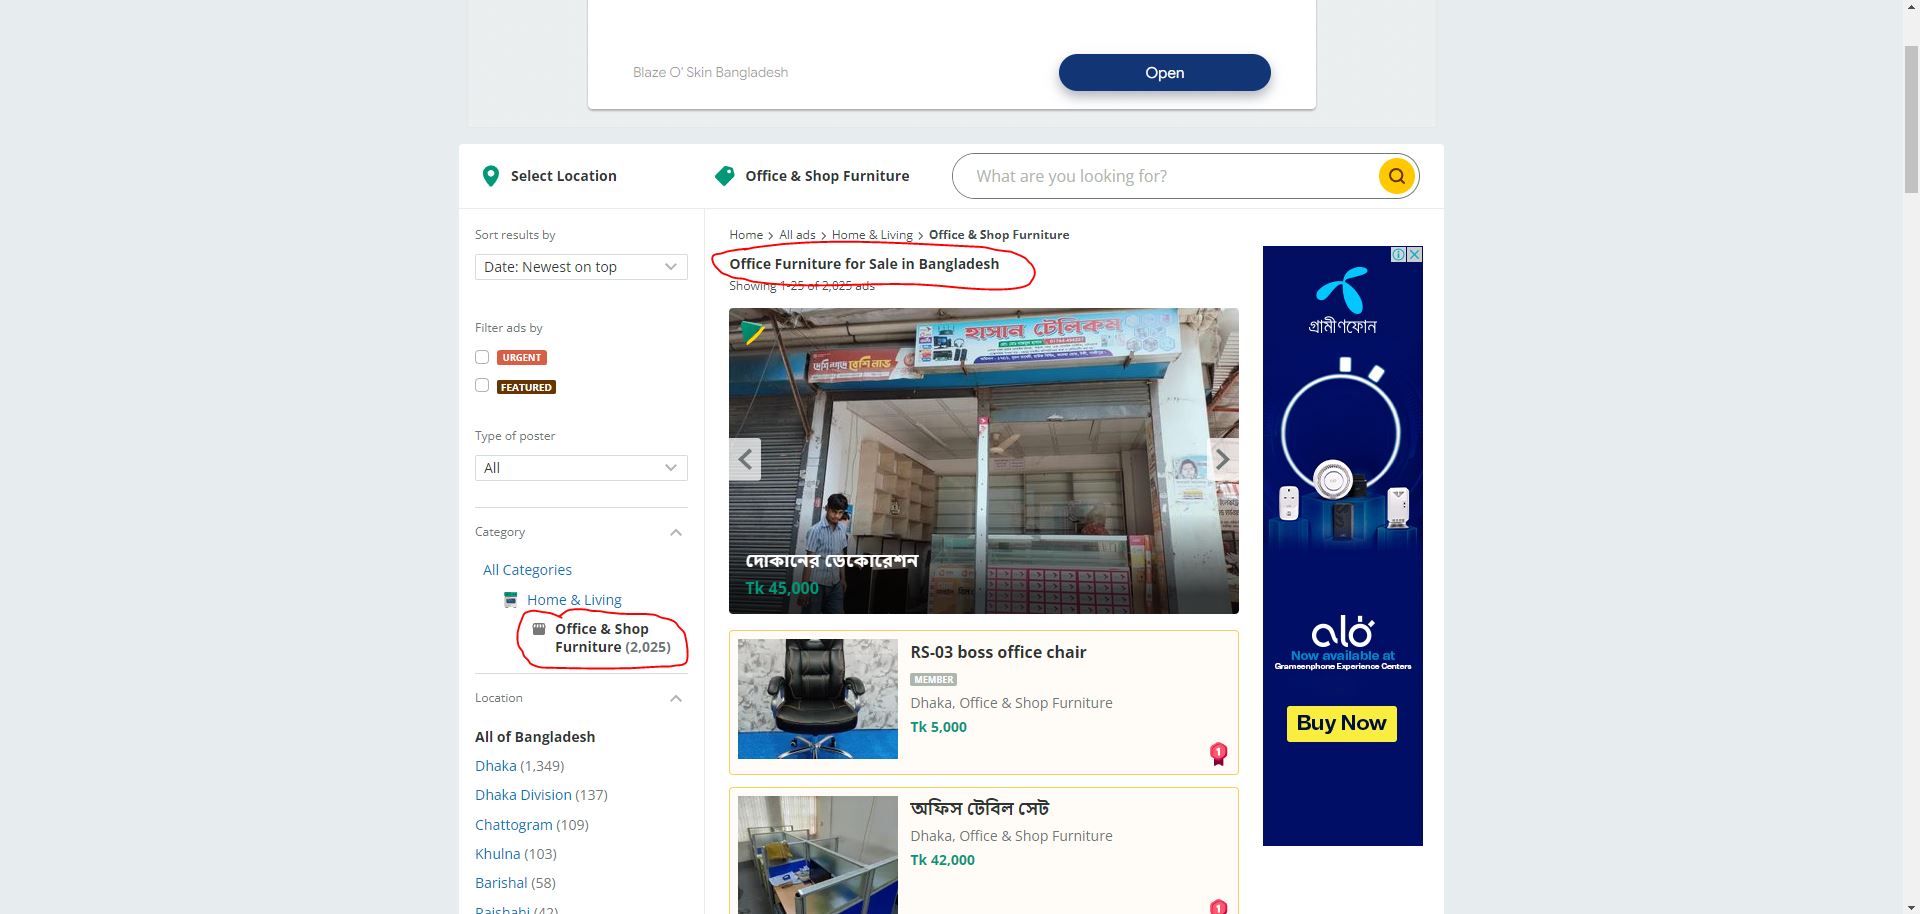 Blaze O' Skin Bangladesh
Open
Select Location
Office & Shop Furniture
What are you looking for?
Sort results by
Date: Newest on top
Filter ads by
URGENT
FEATURED
Type of poster
All
Category
All Categories
Home & Living
Office & Shop
Furniture (2,025)
Location
All of Bangladesh
Dhaka (1,349)
Dhaka Division (137)
Chattogram (109)
Khulna (103)
Barishal (58)
Rajshahi (42)
Home > All ads > Home & Living > Office & Shop Furniture
Office Furniture for Sale in Bangladesh
Showing 1-25 of 2,025 ads
হাসান টেলিকম
বেশি লাভ
দোকানের ডেকোরেশন
Tk 45,000
RS-03 boss office chair
MEMBER
Dhaka, Office & Shop Furniture
Tk 5,000
1
অফিস টেবিল সেট
Dhaka, Office & Shop Furniture
Tk 42,000
1
গ্রামীণফোন
alo
Now available at
Grameenphone Experience Centers
Buy Now